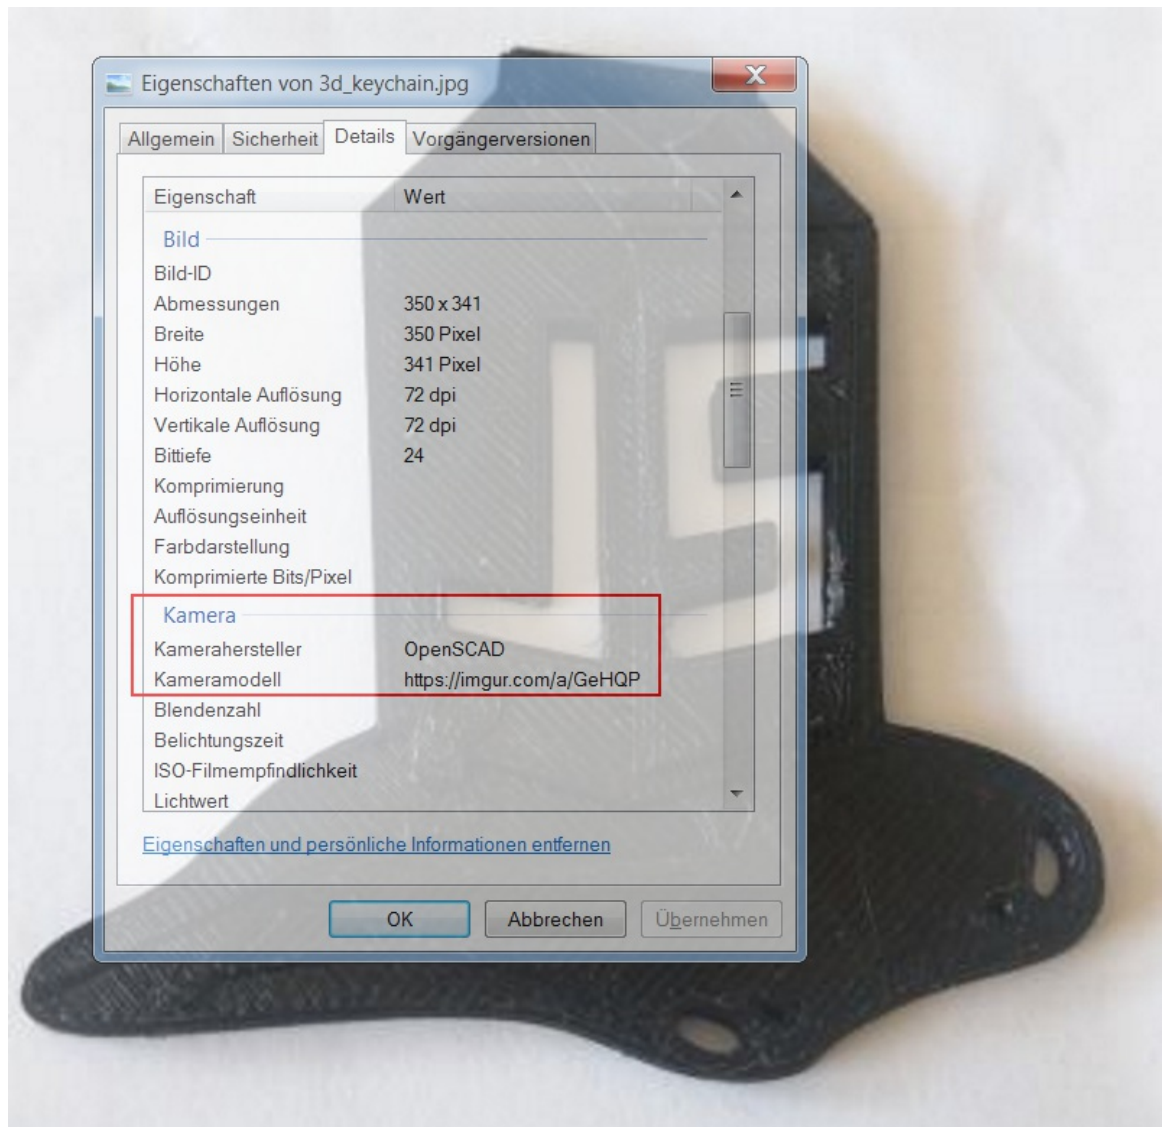 Eigenschaften von 3d_keychain.jpg
X
Allgemein Sicherheit Details Vorgängerversionen
Eigenschaft Wert
Bild
Bild-ID
Abmessungen 350 x 341
Breite 350 Pixel
Höhe 341 Pixel
Horizontale Auflösung 72 dpi
Vertikale Auflösung 72 dpi
Bittiefe 24
Komprimierung
Auflösungseinheit
Farbdarstellung
Komprimierte Bits/Pixel
Kamera
Kamerahersteller OpenSCAD
Kameramodell https://imgur.com/a/GeHQP
Blendenzahl
Belichtungszeit
ISO-Filmempfindlichkeit
Lichtwert
Eigenschaften und persönliche Informationen entfernen
OK Abbrechen Übernehmen
JS